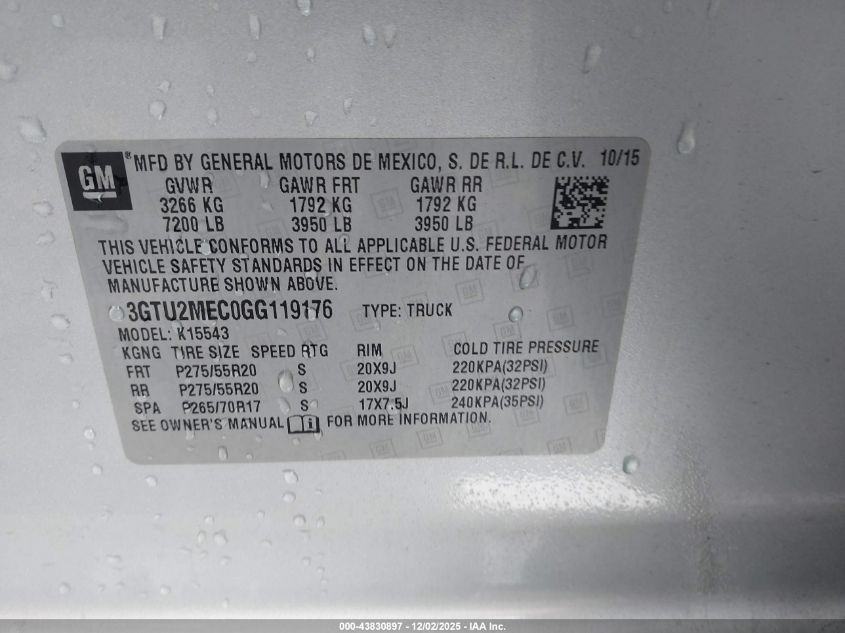 GM ® MFD BY GENERAL MOTORS DE MEXICO, S. DE R.L. DE C.V. 10/15
GVWR GAWR FRT GAWR RR
3266 KG 1792 KG 1792 KG
7200 LB 3950 LB 3950 LB
THIS VEHICLE CONFORMS TO ALL APPLICABLE U.S. FEDERAL MOTOR
VEHICLE SAFETY STANDARDS IN EFFECT ON THE DATE OF
MANUFACTURE SHOWN ABOVE.
3GTU2MEC0GG119176 TYPE: TRUCK
MODEL: K15543
KGNG TIRE SIZE SPEED RTG RIM COLD TIRE PRESSURE
FRT P275/55R20 S 20X9J 220KPA(32PSI)
RR P275/55R20 S 20X9J 220KPA(32PSI)
SPA P265/70R17 S 17X7.5J 240KPA(35PSI)
SEE OWNER'S MANUAL i FOR MORE INFORMATION.
000-43830897 - 12/02/2025 - IAA Inc.